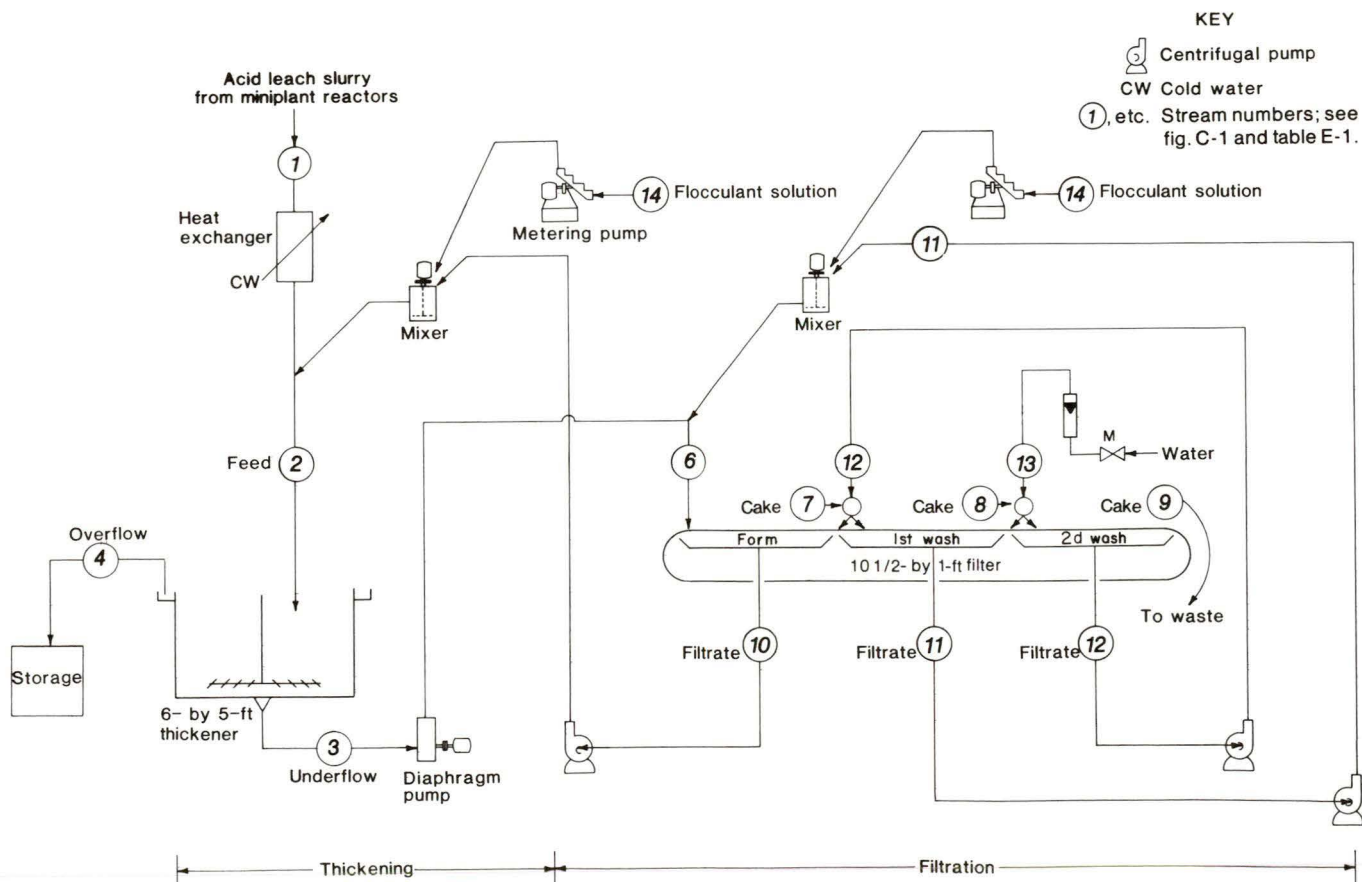 KEY
Centrifugal pump
CW Cold water
1, etc. Stream numbers; see
fig. C-1 and table E-1.
Acid leach slurry
from miniplant reactors
1
Heat
exchanger
CW
14 Flocculant solution
Metering pump
Mixer
14 Flocculant solution
11
Mixer
Feed 2
6
12
13
M
Water
Cake 7
Cake 8
Cake 9
Form
1st wash
2d wash
10 1/2- by 1-ft filter
To waste
Overflow
4
Storage
6- by 5-ft
thickener
3
Underflow
Diaphragm
pump
Filtrate 10
Filtrate 11
Filtrate 12
Thickening
Filtration